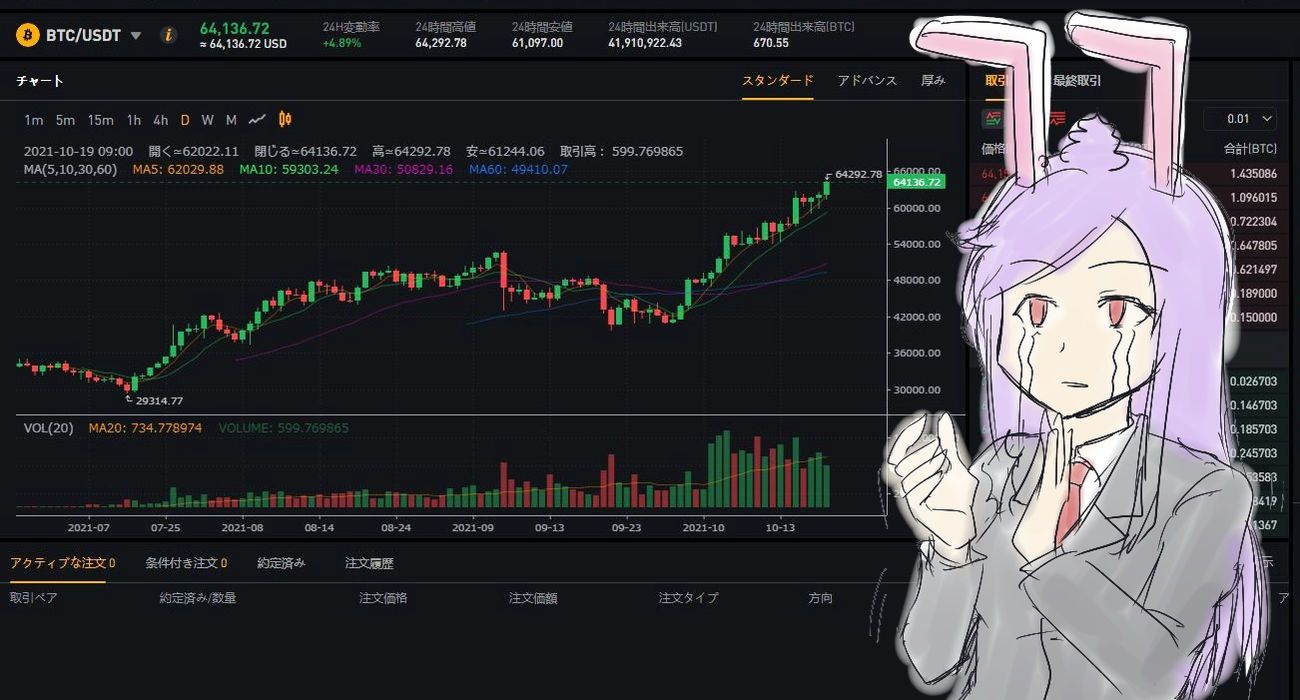 BTC/USDT 64,136.72 24H変動率 24時間高値 24時間安値 24時間出来高[USDT] 24時間出来高[BTC]
≈ 64,136.72 USD +4.89% 64,292.78 61,097.00 41,910,922.43 670.55
チャート スタンダード アドバンス 厚み 取引 最終取引
1m 5m 15m 1h 4h D W M 0.01
2021-10-19 09:00 開く≃62022.11 閉じる≃64136.72 高≃64292.78 安≃61244.06 取引高： 599.769865 合計(BTC)
MA(5,10,30,60) MA5: 62029.88 MA10: 59303.24 MA30: 50829.16 MA60: 49410.07
66000.00
64292.78
64136.72
60000.00
54000.00
48000.00
42000.00
36000.00
30000.00
29314.77
1.435086
1.096015
0.722304
.647805
.621497
.189000
.150000
0.026703
0.146703
0.185703
0.245703
VOL(20) MA20: 734.778974 VOLUME: 599.769865
2021-07 07-25 2021-08 08-14 08-24 2021-09 09-13 09-23 2021-10 10-13
アクティブな注文 0 条件付き注文 0 約定済み 注文履歴
取引ペア 約定済み/数量 注文価格 注文価額 注文タイプ 方向